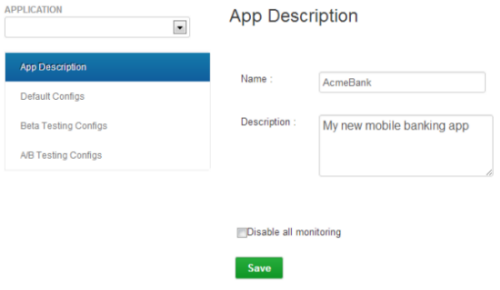 APPLICATION
App Description
App Description
Default Configs
Beta Testing Configs
A/B Testing Configs
Name :
AcmeBank
Description :
My new mobile banking app
Disable all monitoring
Save